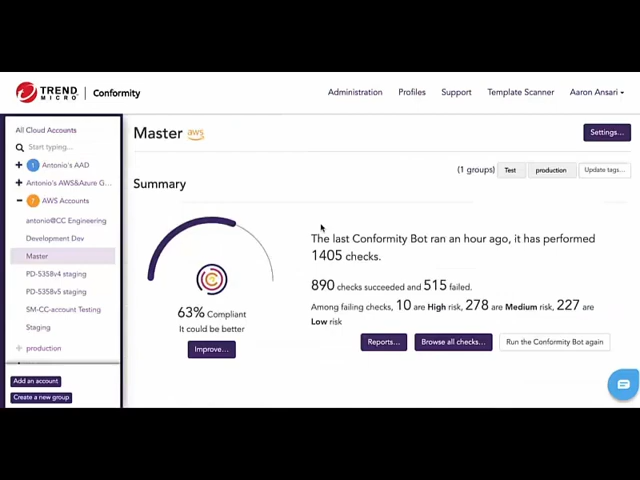 TREND MICRO | Conformity
Administration Profiles Support Template Scanner Aaron Ansari
All Cloud Accounts
Start typing...
1 Antonio's AAD
Antonio's AWS&Azure G...
7 AWS Accounts
antonio@CC Engineering
Development Dev
Master
PD-5358v4 staging
PD-5358v5 staging
SM-CC-account Testing
Staging
production
Add an account
Create a new group
Master aws
Settings...
(1 groups) Test production Update tags...
Summary
63% Compliant
It could be better
Improve...
The last Conformity Bot ran an hour ago, it has performed
1405 checks.
890 checks succeeded and 515 failed.
Among failing checks, 10 are High risk, 278 are Medium risk, 227 are
Low risk
Reports... Browse all checks... Run the Conformity Bot again